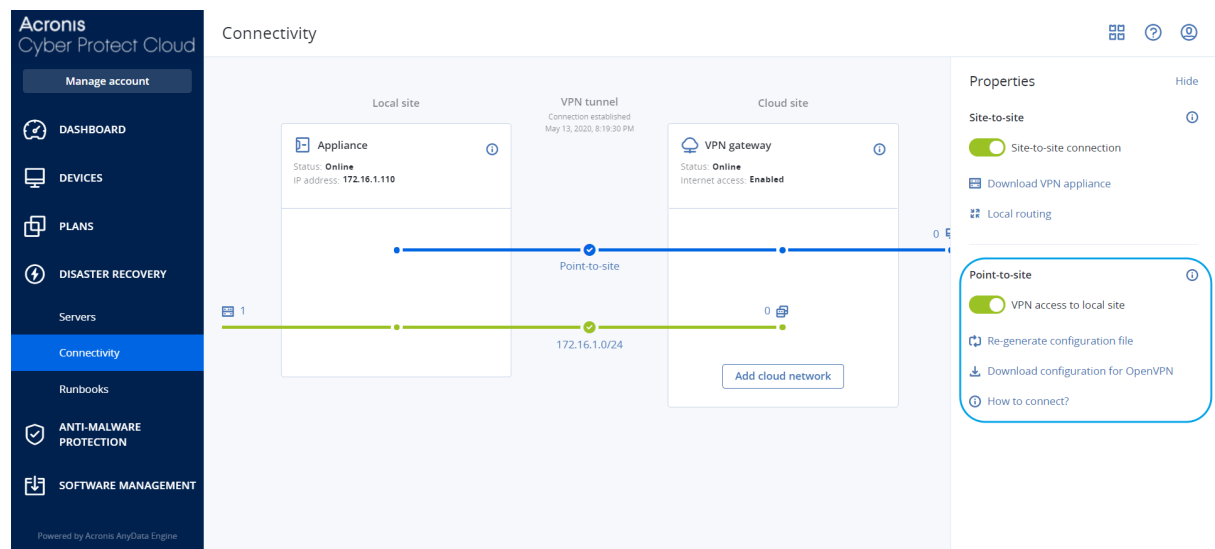 Acronis
Cyber Protect Cloud
Manage account
DASHBOARD
DEVICES
PLANS
DISASTER RECOVERY
Servers
Connectivity
Runbooks
ANTI-MALWARE
PROTECTION
SOFTWARE MANAGEMENT
Powered by Acronis AnyData Engine
Connectivity
Local site
VPN tunnel
Connection established
May 13, 2020, 8:19:30 PM
Cloud site
Appliance
Status: Online
IP address: 172.16.1.110
VPN gateway
Status: Online
Internet access: Enabled
0
Point-to-site
1
0
172.16.1.0/24
Add cloud network
Properties
Hide
Site-to-site
Site-to-site connection
Download VPN appliance
Local routing
Point-to-site
VPN access to local site
Re-generate configuration file
Download configuration for OpenVPN
How to connect?